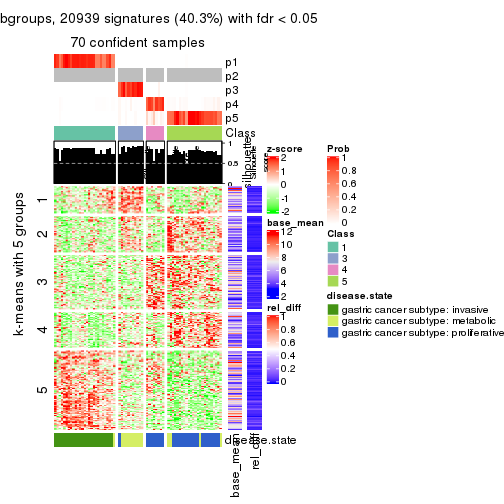 bgroups, 20939 signatures (40.3%) with fdr < 0.05
70 confident samples
p1
p2
p3
p4
p5
Class
1
0.5
0
silhouette
k-means with 5 groups
1
2
3
4
5
disease.state
base_mean
rel_diff
z-score
2
1
0
-1
-2
base_mean
12
10
8
6
4
2
rel_diff
1
0.8
0.6
0.4
0.2
0
Prob
1
0.8
0.6
0.4
0.2
0
Class
1
3
4
5
disease.state
gastric cancer subtype: invasive
gastric cancer subtype: metabolic
gastric cancer subtype: proliferative